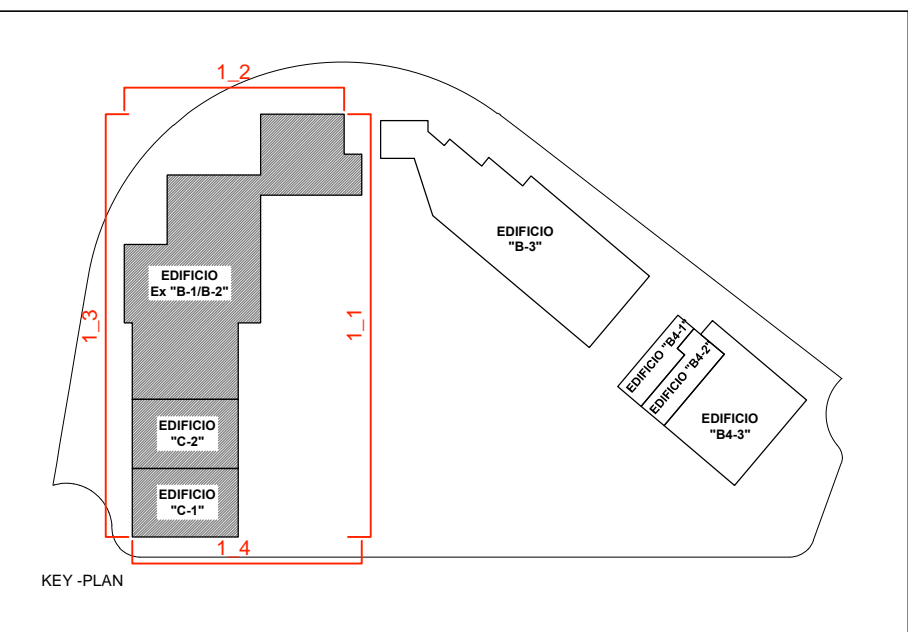 1_2
EDIFICIO
"B-3"
EDIFICIO
Ex "B-1/B-2"
1_3
1_1
EDIFICIO "B4-1"
EDIFICIO "B4-2"
EDIFICIO
"B4-3"
EDIFICIO
"C-2"
EDIFICIO
"C-1"
1_4
KEY -PLAN